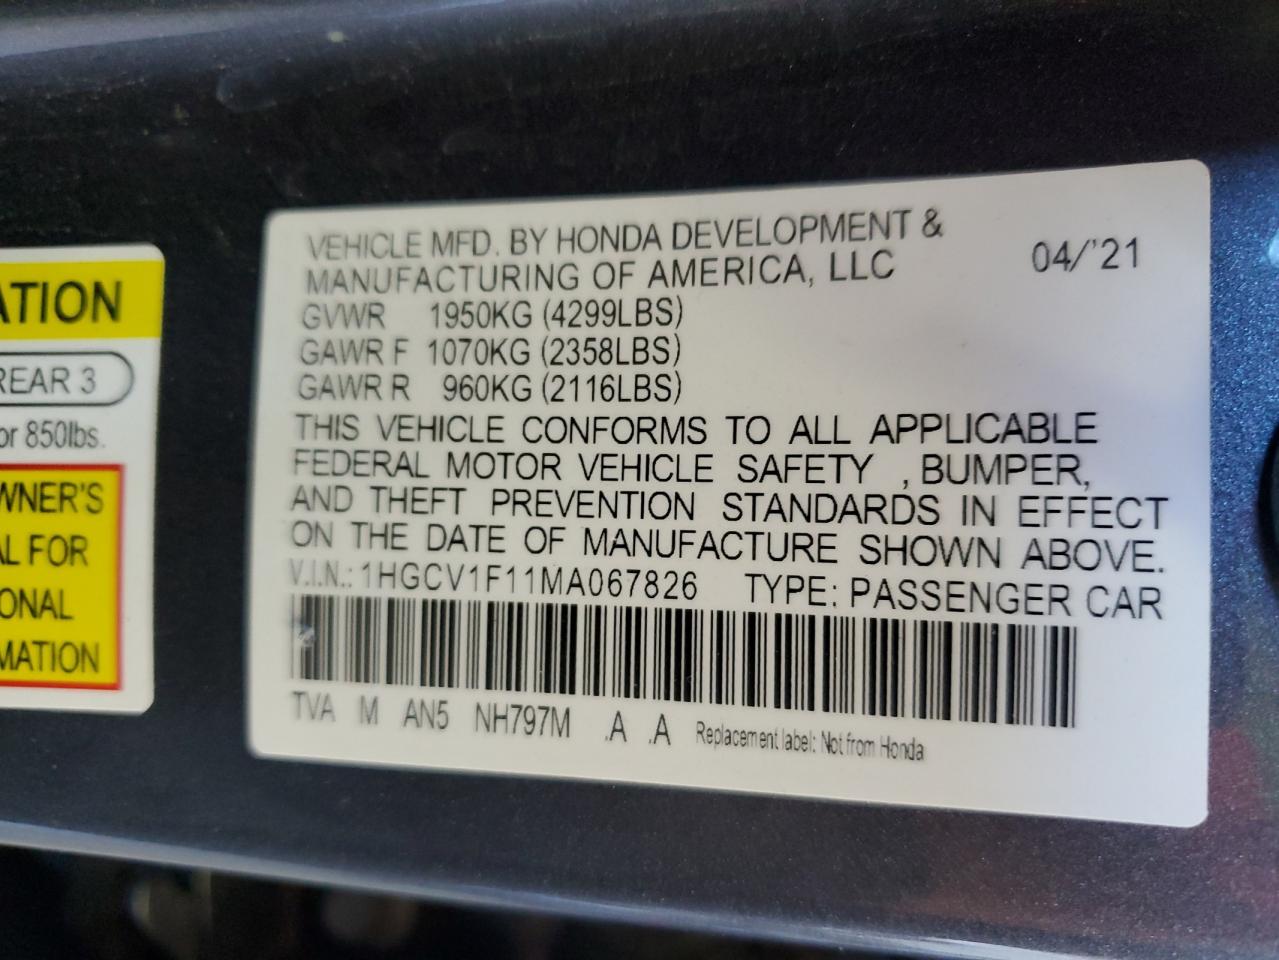 VEHICLE MFD. BY HONDA DEVELOPMENT &
MANUFACTURING OF AMERICA, LLC
04/'21
GVWR 1950KG (4299LBS)
GAWR F 1070KG (2358LBS)
GAWR R 960KG (2116LBS)
THIS VEHICLE CONFORMS TO ALL APPLICABLE
FEDERAL MOTOR VEHICLE SAFETY , BUMPER,
AND THEFT PREVENTION STANDARDS IN EFFECT
ON THE DATE OF MANUFACTURE SHOWN ABOVE.
V.I.N.: 1HGCV1F11MA067826 TYPE: PASSENGER CAR
TVA M AN5 NH797M .A .A Replacement label: Not from Honda
ATION
REAR 3
or 850lbs.
WNER'S
AL FOR
ONAL
MATION